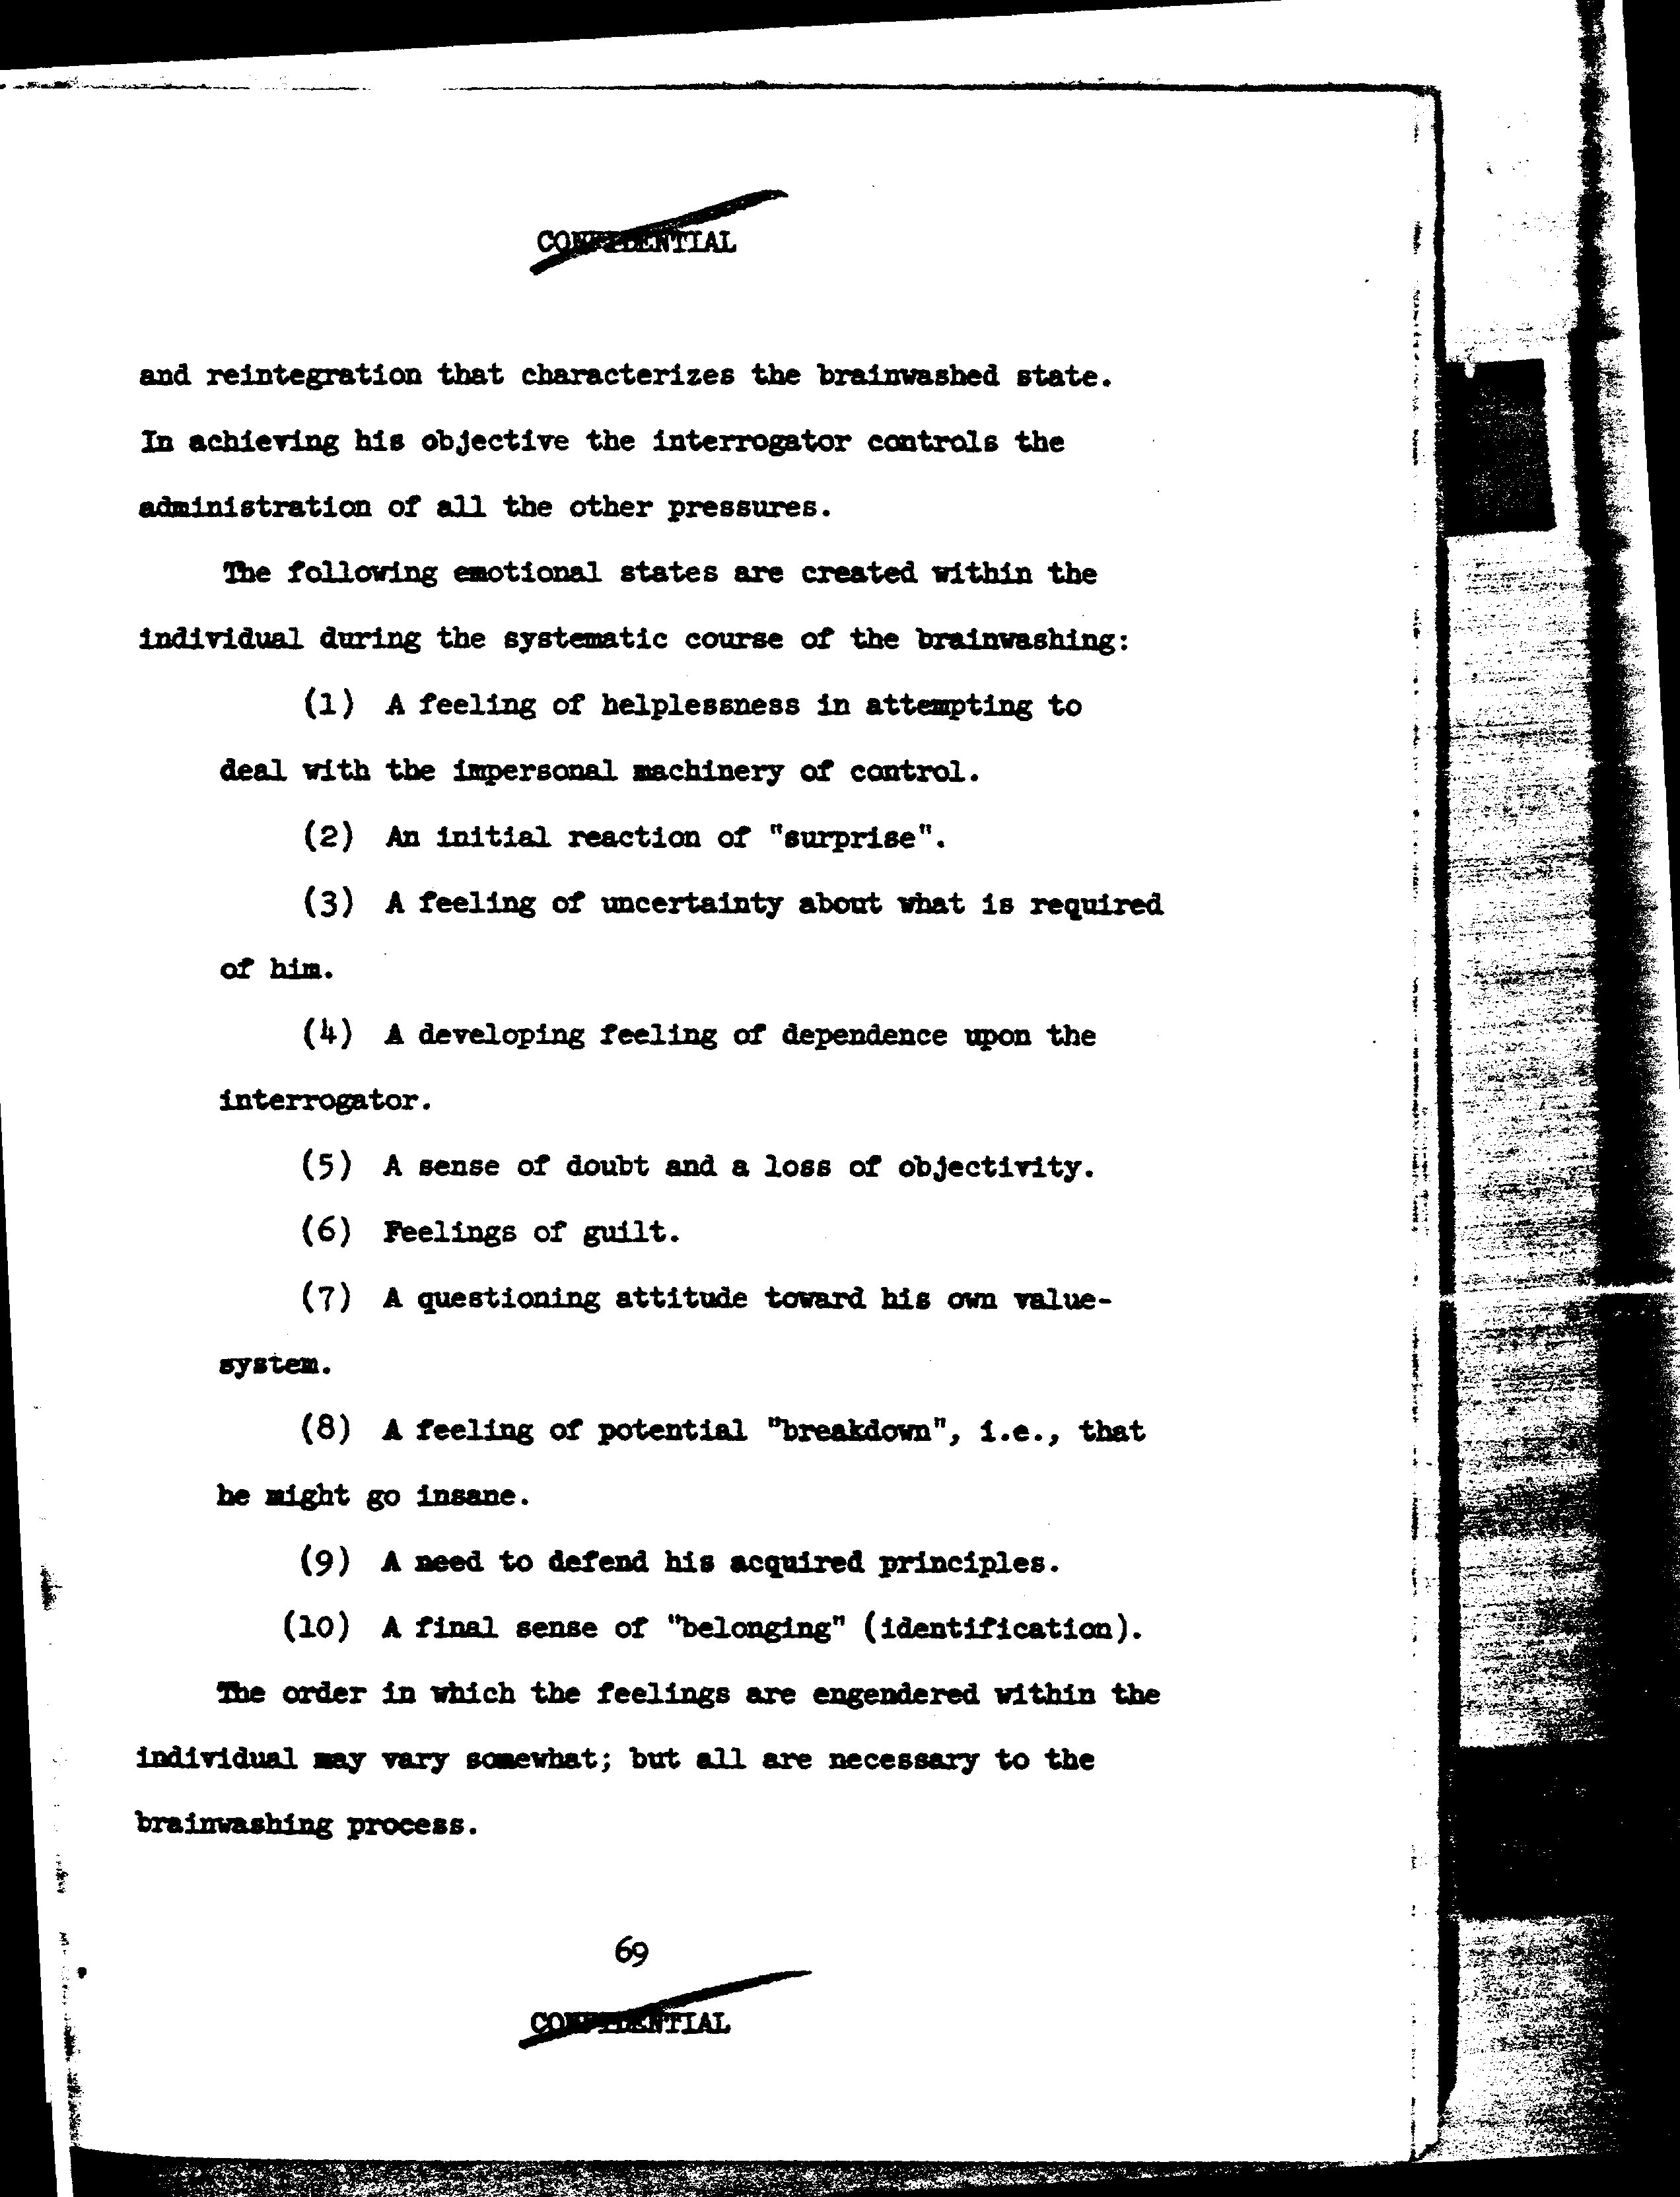 CONFIDENTIAL
and reintegration that characterizes the brainwashed state.
In achieving his objective the interrogator controls the
administration of all the other pressures.
The following emotional states are created within the
individual during the systematic course of the brainwashing:
(1) A feeling of helplessness in attempting to
deal with the impersonal machinery of control.
(2) An initial reaction of "surprise".
(3) A feeling of uncertainty about what is required
of him.
(4) A developing feeling of dependence upon the
interrogator.
(5) A sense of doubt and a loss of objectivity.
(6) Feelings of guilt.
(7) A questioning attitude toward his own value-
system.
(8) A feeling of potential "breakdown", i.e., that
he might go insane.
(9) A need to defend his acquired principles.
(10) A final sense of "belonging" (identification).
The order in which the feelings are engendered within the
individual may vary somewhat; but all are necessary to the
brainwashing process.
69
CONFIDENTIAL